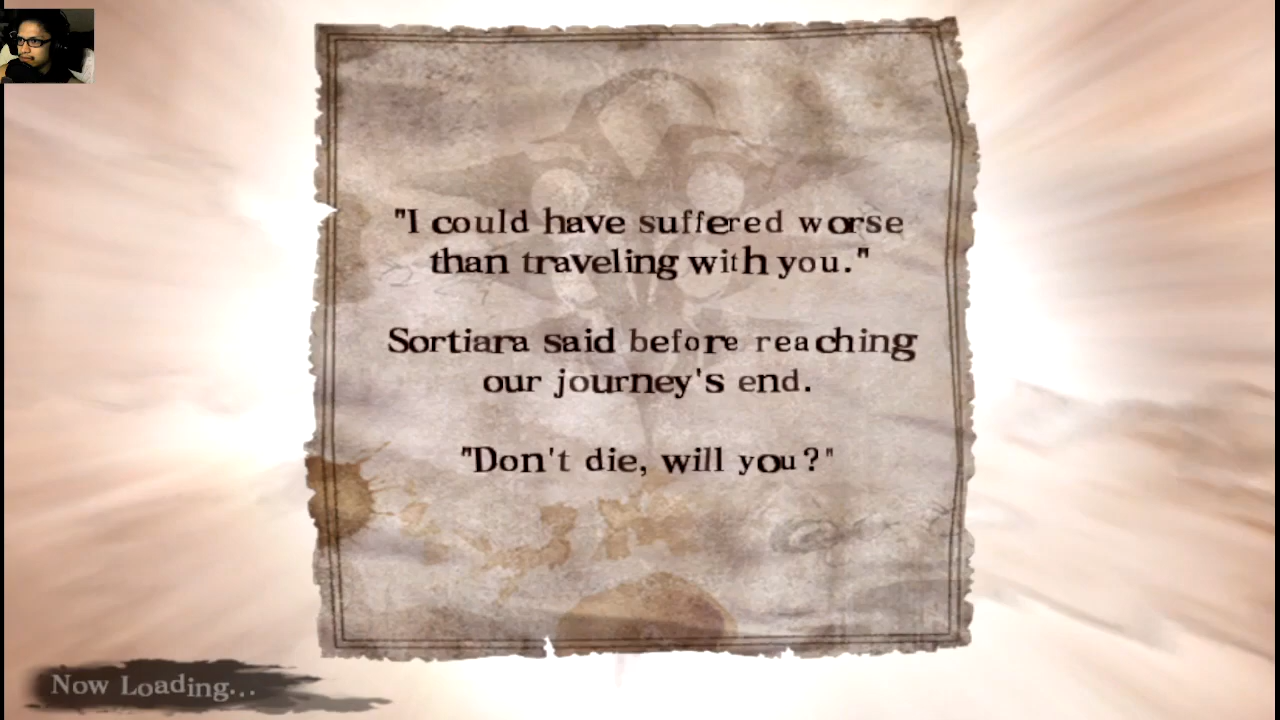 "I could have suffered worse
than traveling with you."
Sortiara said before reaching
our journey's end.
"Don't die, will you?"
Now Loading...